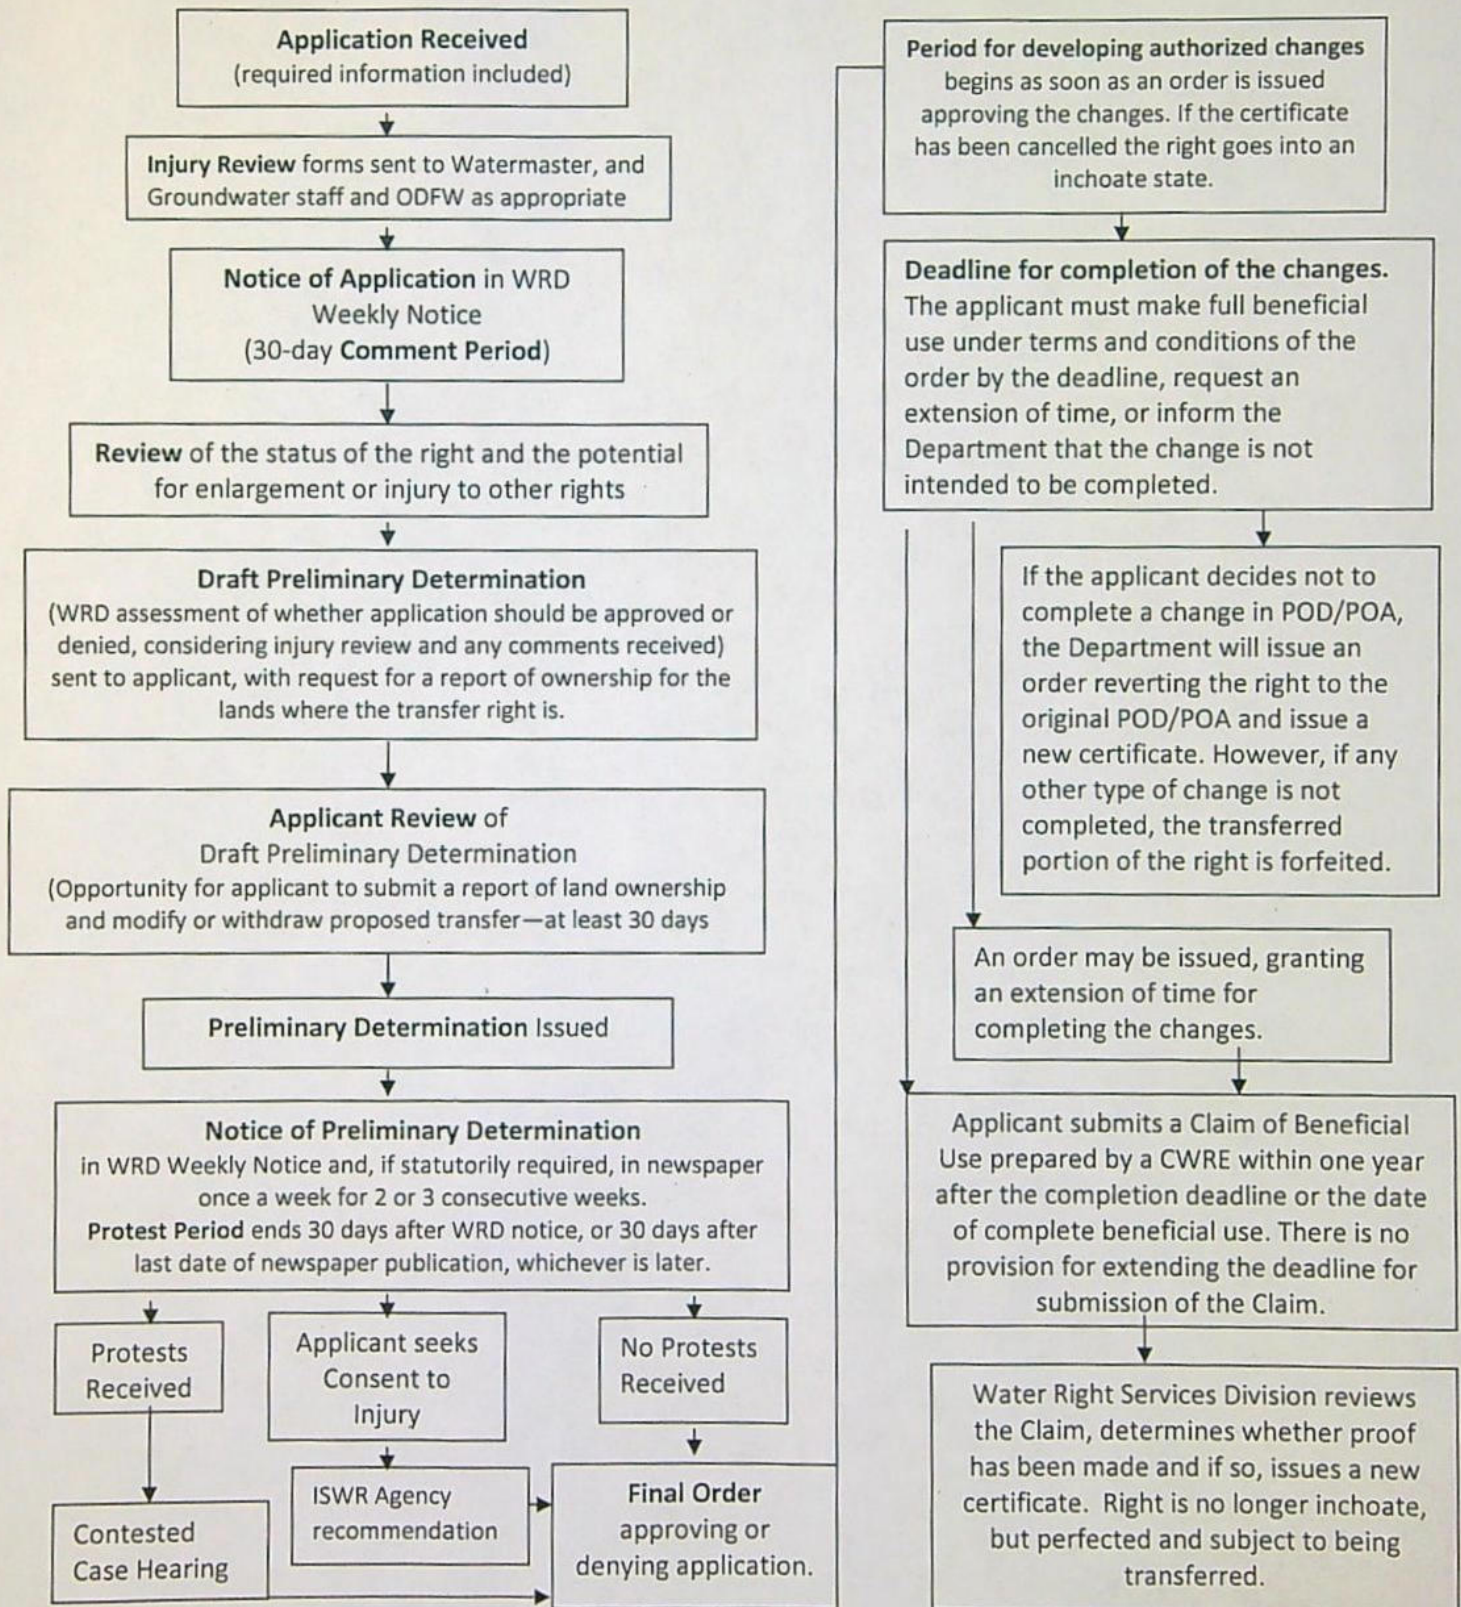 Application Received
(required information included)
Injury Review forms sent to Watermaster, and
Groundwater staff and ODFW as appropriate
Notice of Application in WRD
Weekly Notice
(30-day Comment Period)
Review of the status of the right and the potential
for enlargement or injury to other rights
Draft Preliminary Determination
(WRD assessment of whether application should be approved or
denied, considering injury review and any comments received)
sent to applicant, with request for a report of ownership for the
lands where the transfer right is.
Applicant Review of
Draft Preliminary Determination
(Opportunity for applicant to submit a report of land ownership
and modify or withdraw proposed transfer—at least 30 days
Preliminary Determination Issued
Notice of Preliminary Determination
in WRD Weekly Notice and, if statutorily required, in newspaper
once a week for 2 or 3 consecutive weeks.
Protest Period ends 30 days after WRD notice, or 30 days after
last date of newspaper publication, whichever is later.
Protests
Received
Applicant seeks
Consent to
Injury
No Protests
Received
Contested
Case Hearing
ISWR Agency
recommendation
Final Order
approving or
denying application.
Period for developing authorized changes
begins as soon as an order is issued
approving the changes. If the certificate
has been cancelled the right goes into an
inchoate state.
Deadline for completion of the changes.
The applicant must make full beneficial
use under terms and conditions of the
order by the deadline, request an
extension of time, or inform the
Department that the change is not
intended to be completed.
If the applicant decides not to
complete a change in POD/POA,
the Department will issue an
order reverting the right to the
original POD/POA and issue a
new certificate. However, if any
other type of change is not
completed, the transferred
portion of the right is forfeited.
An order may be issued, granting
an extension of time for
completing the changes.
Applicant submits a Claim of Beneficial
Use prepared by a CWRE within one year
after the completion deadline or the date
of complete beneficial use. There is no
provision for extending the deadline for
submission of the Claim.
Water Right Services Division reviews
the Claim, determines whether proof
has been made and if so, issues a new
certificate. Right is no longer inchoate,
but perfected and subject to being
transferred.